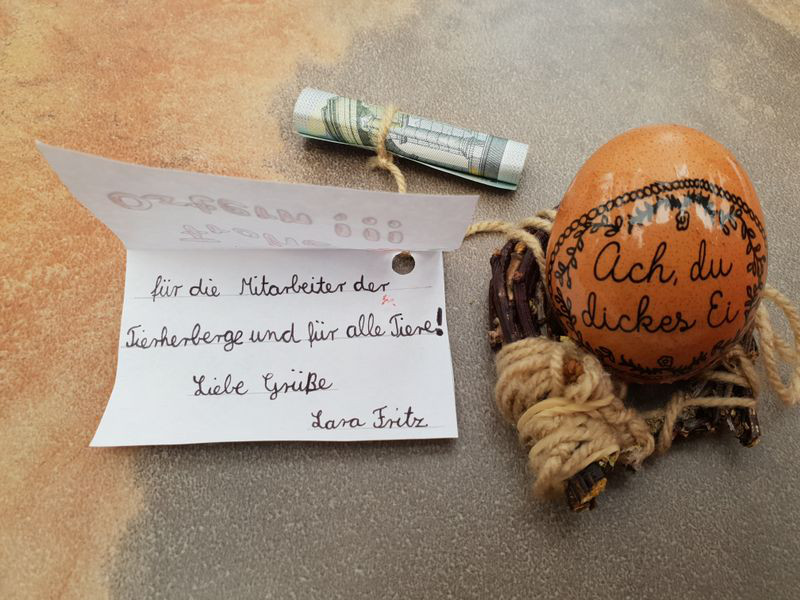 für die Mitarbeiter der
Tierherberge und für alle Tiere!
Liebe Grüße
Lara Fritz
Ach, du
dickes Ei